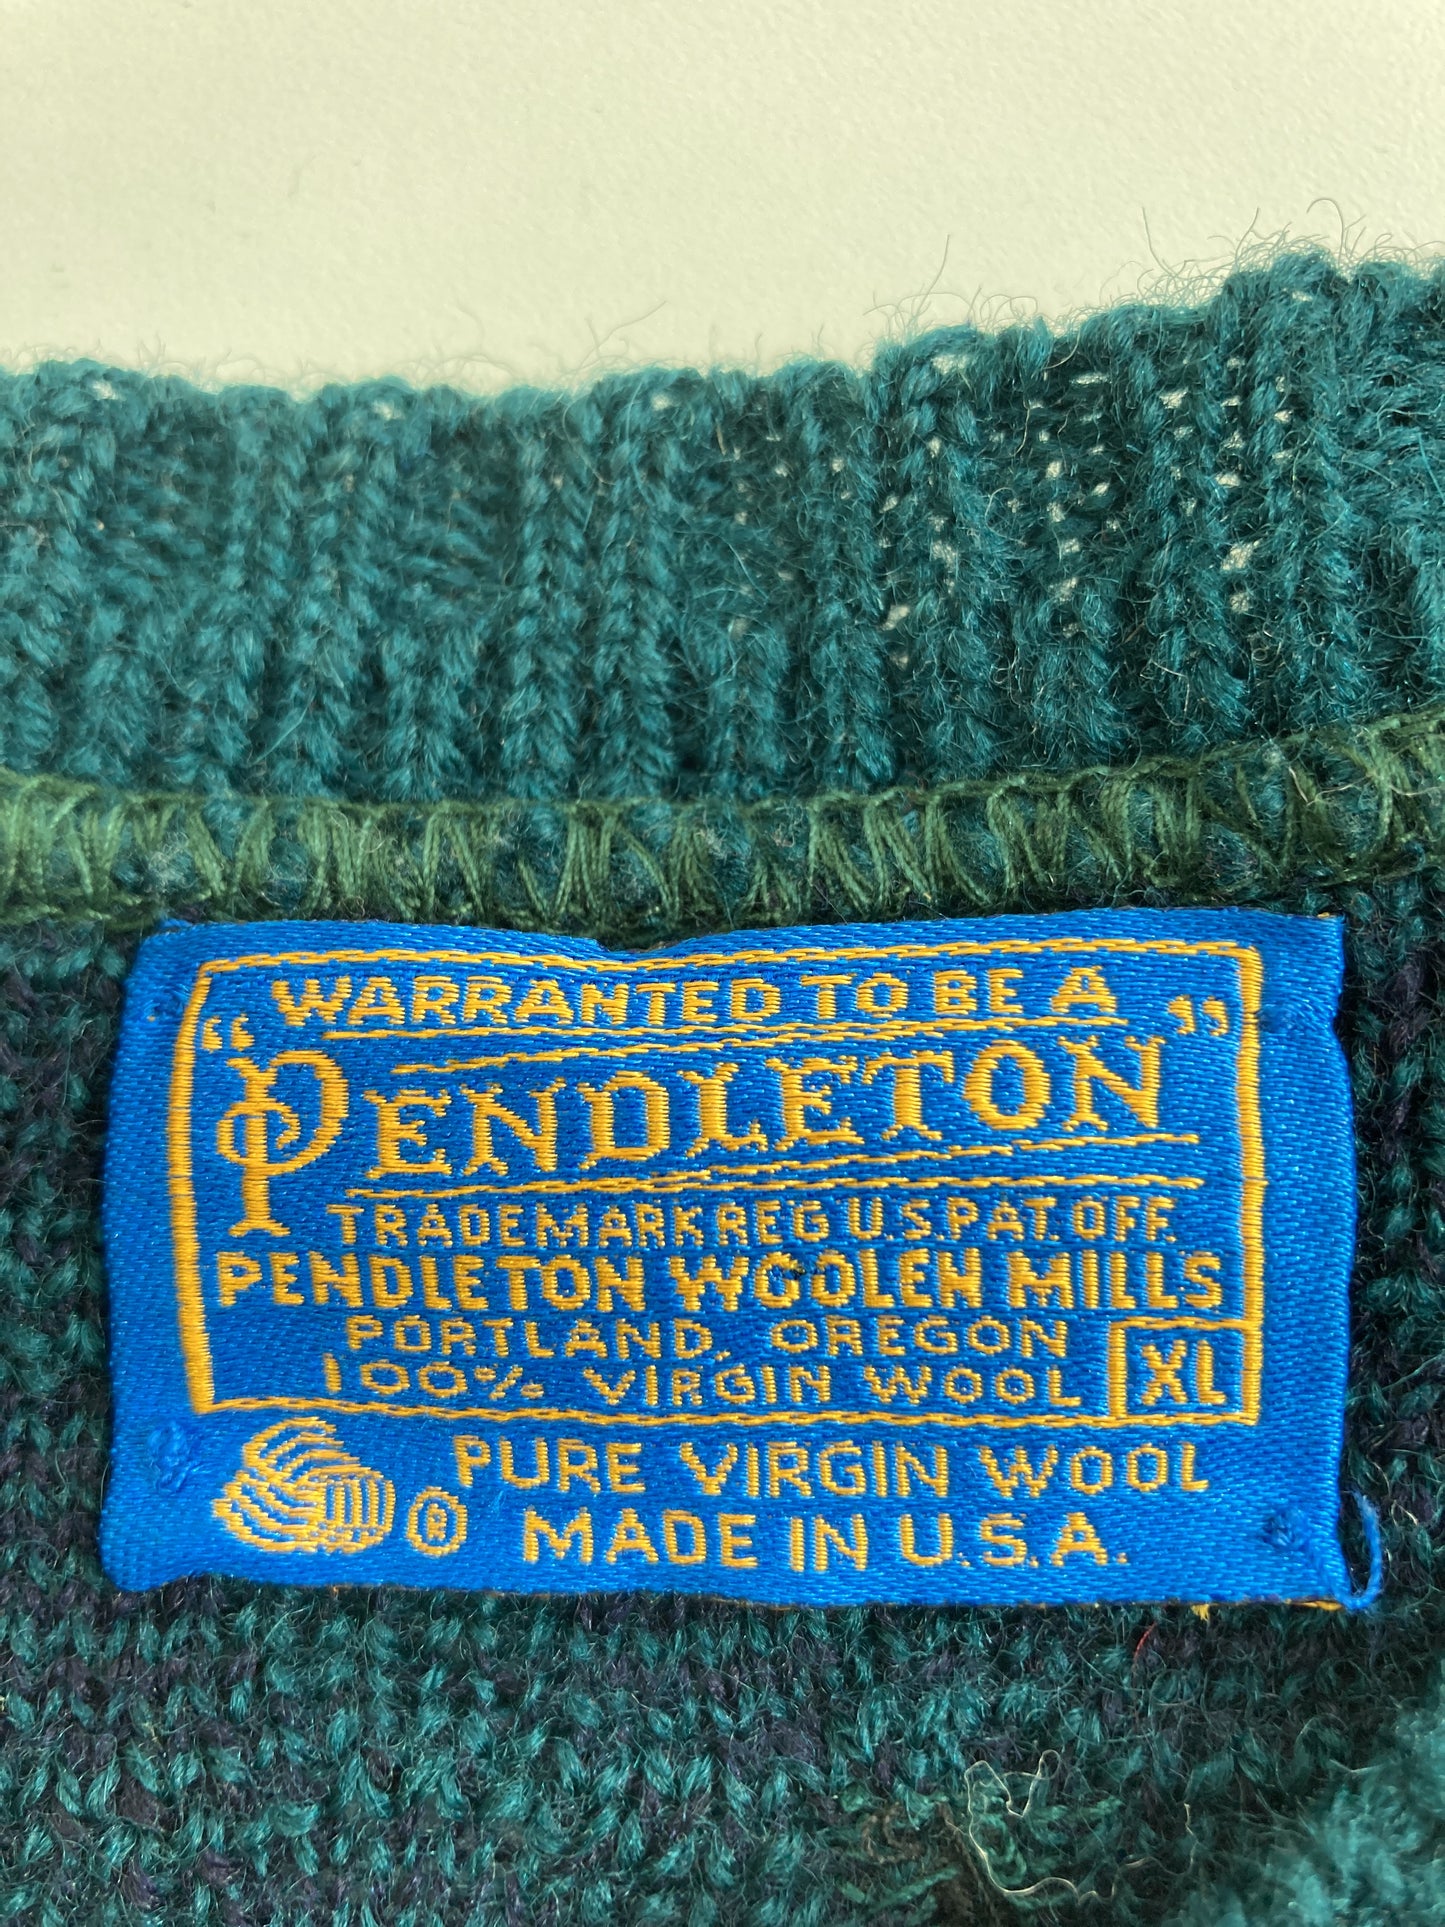 WARRANTED TO BE A
"PENDLETON"
TRADEMARK REG U.S. PAT. OFF.
PENDLETON WOOLEN MILLS
PORTLAND, OREGON
100% VIRGIN WOOL XL
® PURE VIRGIN WOOL
MADE IN U.S.A.